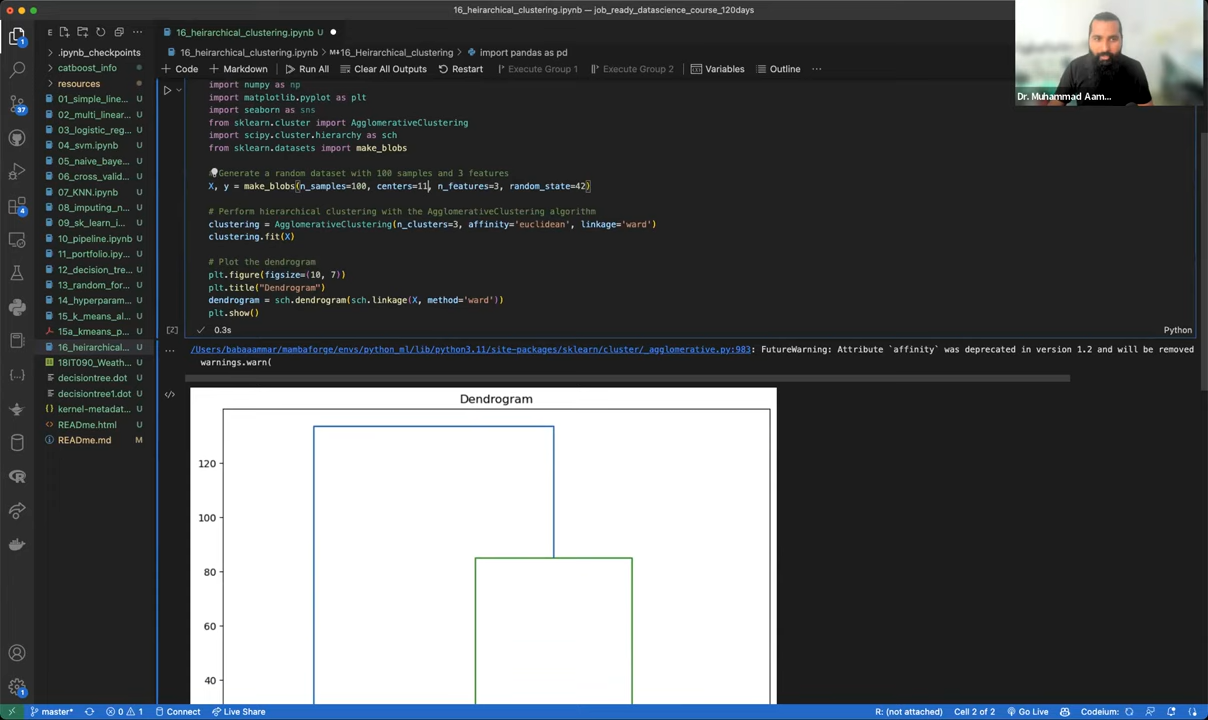 16_heirarchical_clustering.ipynb — job_ready_datascience_course_120days
E
16_heirarchical_clustering.ipynb U
.ipynb_checkpoints
catboost_info
resources
01_simple_line... U
02_multi_linear... U
03_logistic_reg... U
04_svm.ipynb U
05_naive_baye... U
06_random_for... U
07_KNN.ipynb U
08_imputing_nu... U
09_sk_learn_i... U
10_pipeline.ipynb U
11_portfolio.ipy... U
12_decision_tre... U
13_random_for... U
14_hyperparam... U
15_k_means_al... U
15a_kmeans_p... U
16_heirarchical... U
18IT090_Weath... U
decisiontree.dot U
decisiontree1.dot U
kernel-metadat... U
READme.html U
READme.md M
1
37
4
1
16_heirarchical_clustering.ipynb > 16_Heirarchical_clustering > import pandas as pd
+ Code + Markdown Run All Clear All Outputs Restart Execute Group 1 Execute Group 2 Variables Outline ...
import numpy as np
import matplotlib.pyplot as plt
import seaborn as sns
from sklearn.cluster import AgglomerativeClustering
import scipy.cluster.hierarchy as sch
from sklearn.datasets import make_blobs
Generate a random dataset with 100 samples and 3 features
X, y = make_blobs(n_samples=100, centers=11, n_features=3, random_state=42)
# Perform hierarchical clustering with the AgglomerativeClustering algorithm
clustering = AgglomerativeClustering(n_clusters=3, affinity='euclidean', linkage='ward')
clustering.fit(X)
# Plot the dendrogram
plt.figure(figsize=(10, 7))
plt.title("Dendrogram")
dendrogram = sch.dendrogram(sch.linkage(X, method='ward'))
plt.show()
[2] 0.3s Python
/Users/babaaammar/mambaforge/envs/python_ml/lib/python3.11/site-packages/sklearn/cluster/_agglomerative.py:983: FutureWarning: Attribute `affinity` was deprecated in version 1.2 and will be removed
warnings.warn(
Dendrogram
120
100
80
60
40
Dr. Muhammad Aam...
master* 0 1 Connect Live Share R: (not attached) Cell 2 of 2 Go Live Codeium: